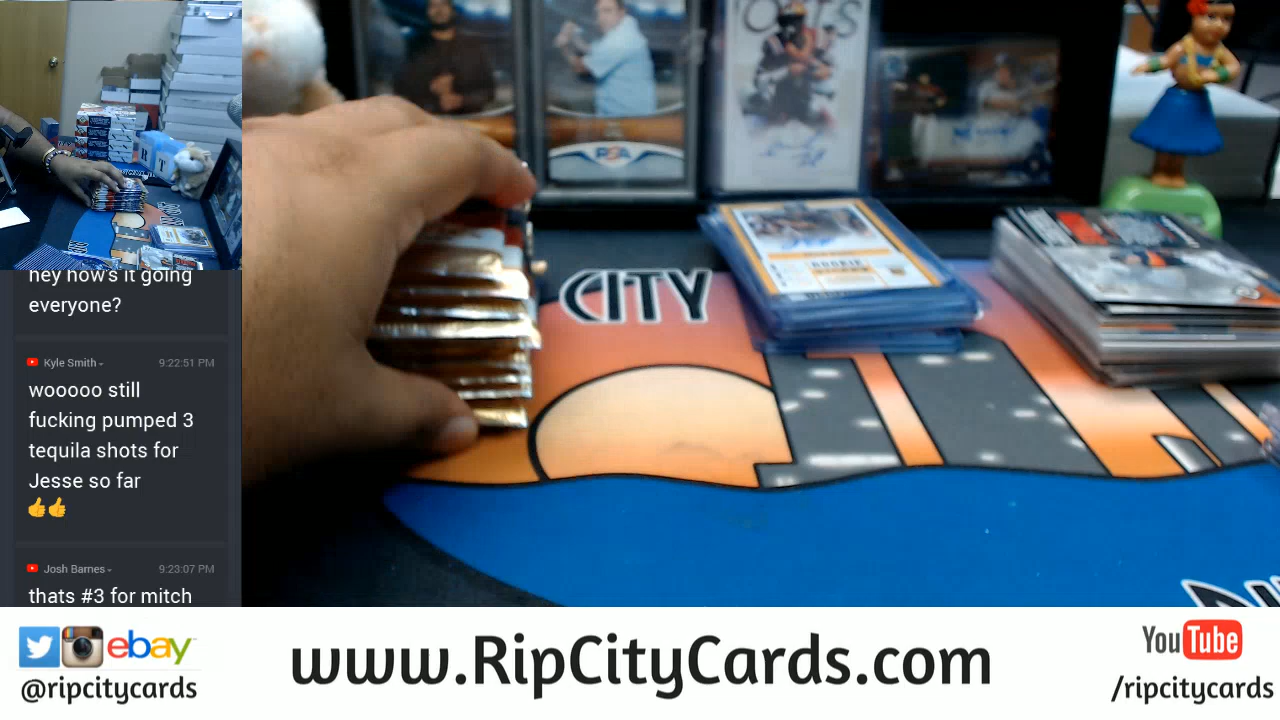 hey how's it going
everyone?
Kyle Smith
9:22:51 PM
wooooo still
fucking pumped 3
tequila shots for
Jesse so far
👍👍
Josh Barnes
9:23:07 PM
thats #3 for mitch
CITY
ROOKIE
ebay
@ripcitycards
www.RipCityCards.com
YouTube
/ripcitycards